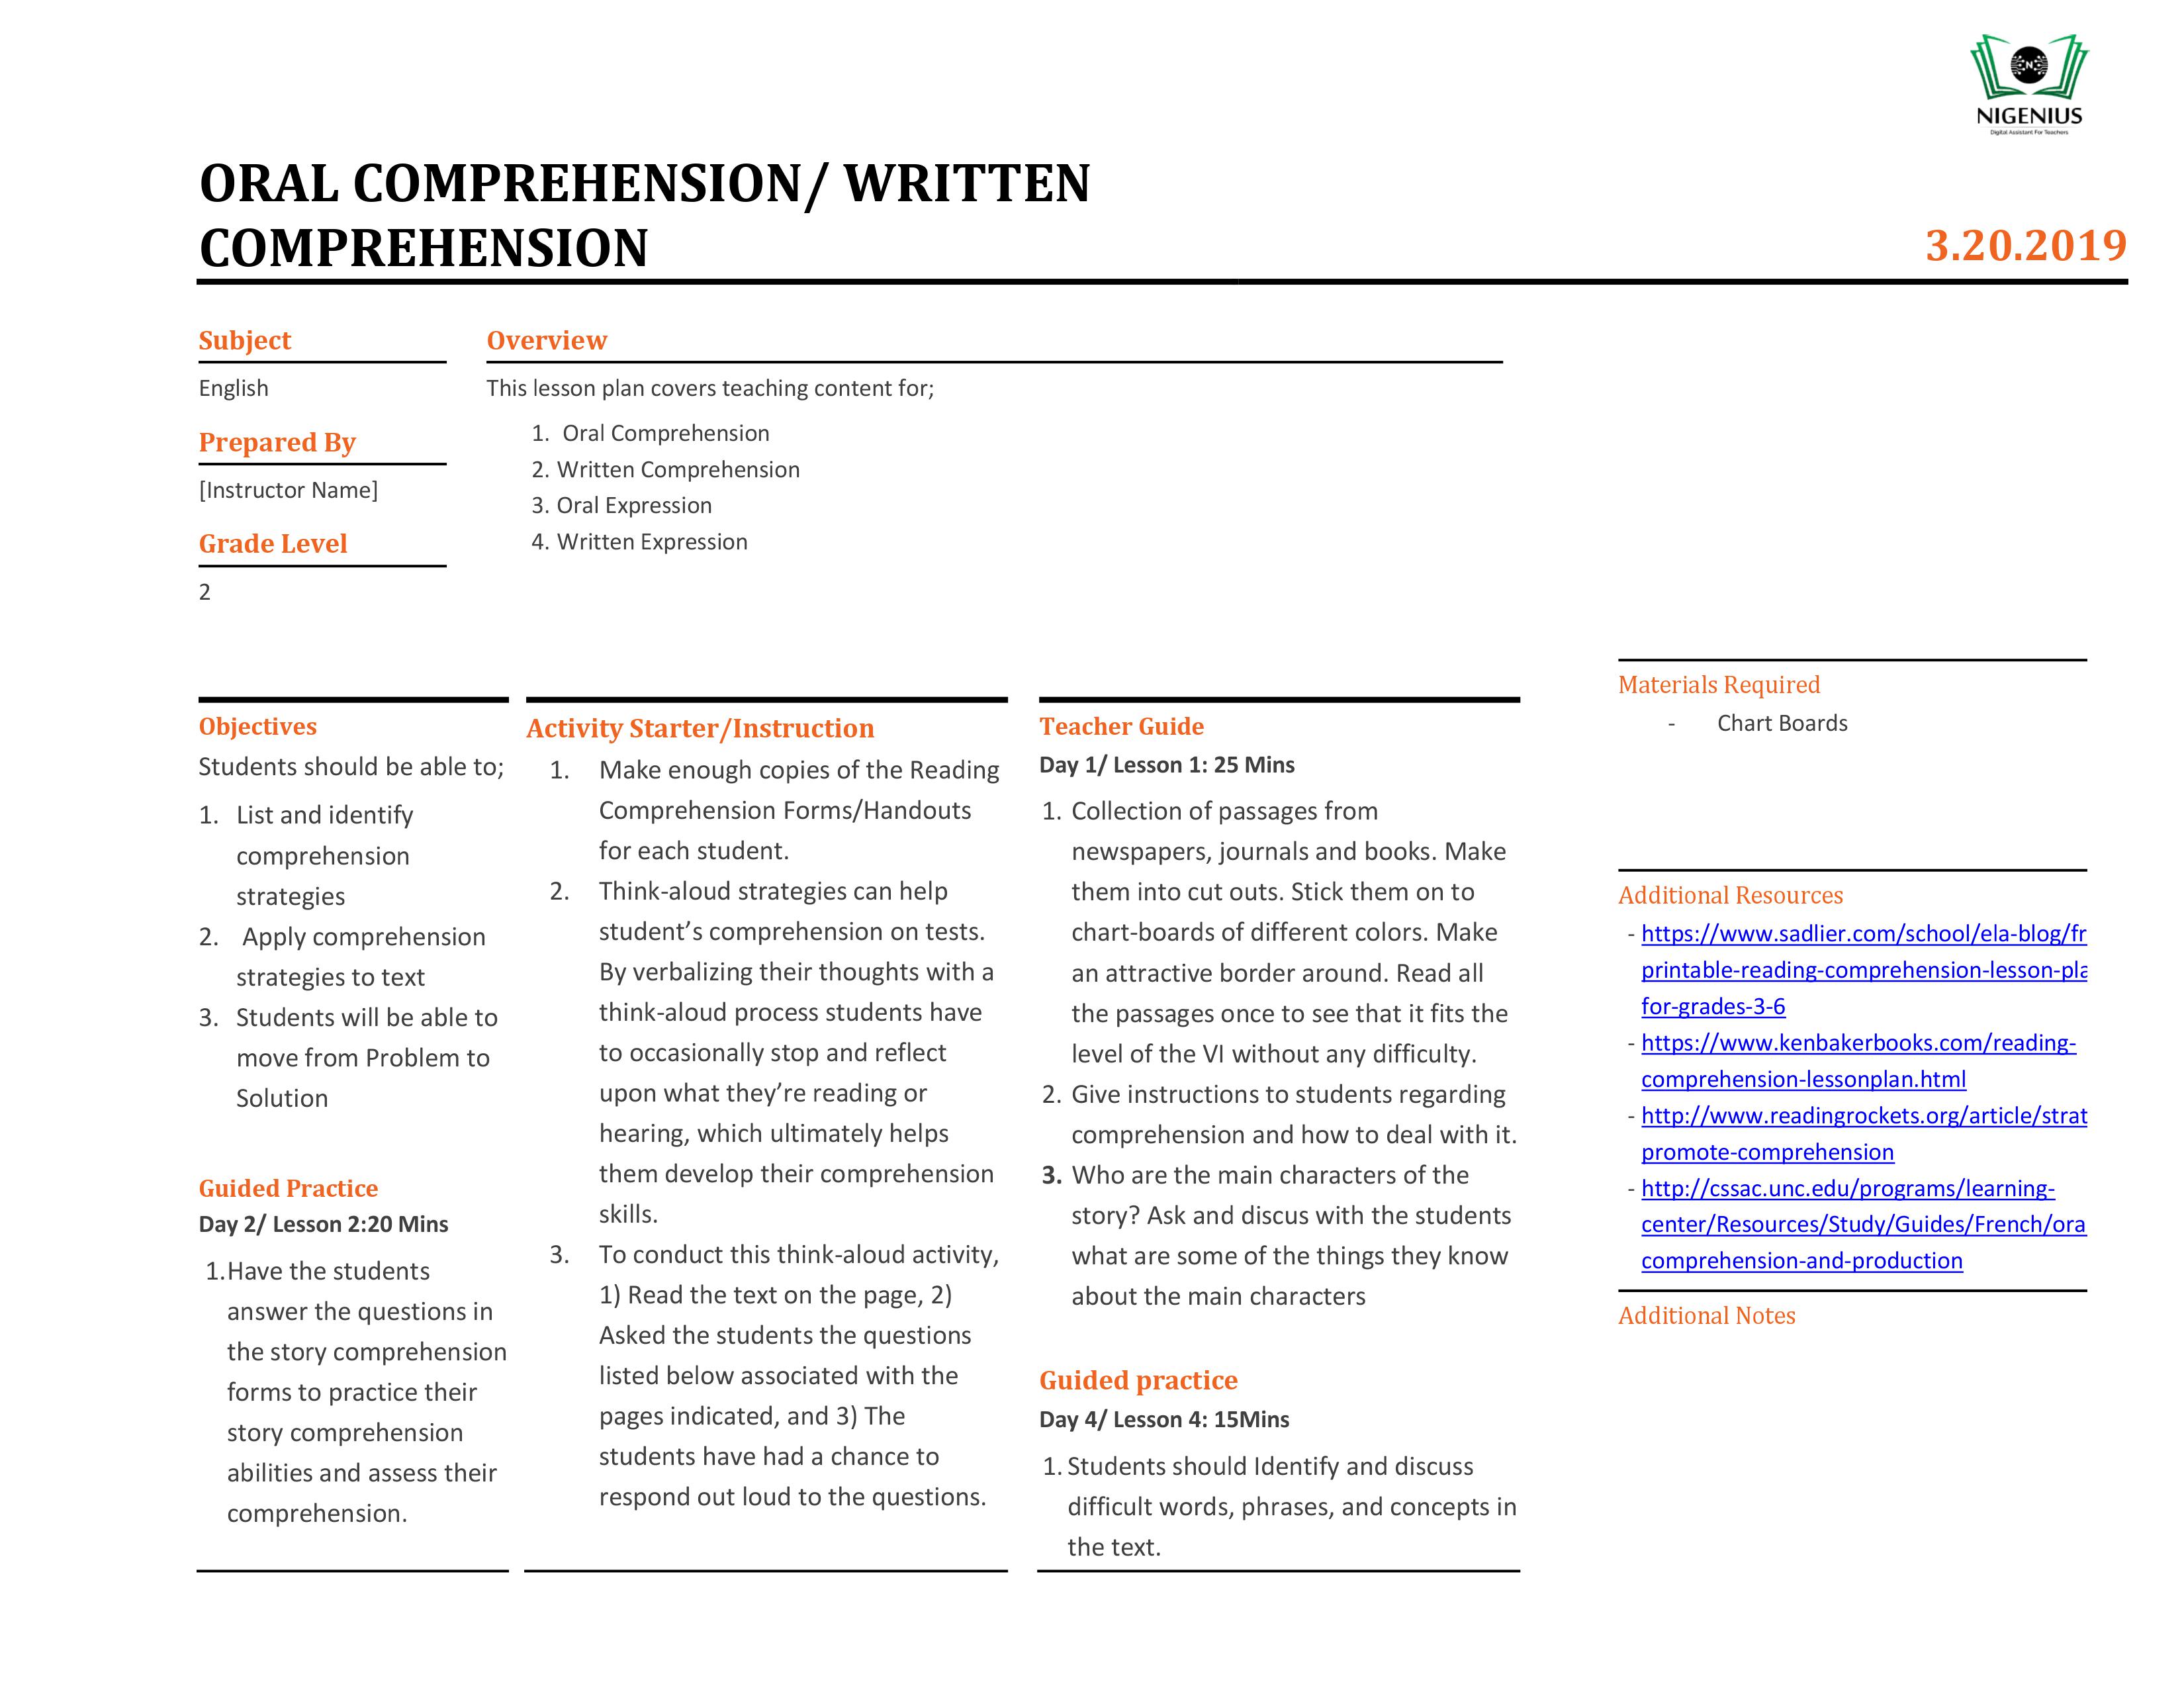 NIGENIUS
Digital Assistant For Teachers
ORAL COMPREHENSION/ WRITTEN
COMPREHENSION
3.20.2019
Subject
English
Prepared By
[Instructor Name]
Grade Level
2
Overview
This lesson plan covers teaching content for;
1. Oral Comprehension
2. Written Comprehension
3. Oral Expression
4. Written Expression
Objectives
Students should be able to;
1. List and identify
comprehension
strategies
2. Apply comprehension
strategies to text
3. Students will be able to
move from Problem to
Solution
Guided Practice
Day 2/ Lesson 2:20 Mins
1.Have the students
answer the questions in
the story comprehension
forms to practice their
story comprehension
abilities and assess their
comprehension.
Activity Starter/Instruction
1. Make enough copies of the Reading
Comprehension Forms/Handouts
for each student.
2. Think-aloud strategies can help
student’s comprehension on tests.
By verbalizing their thoughts with a
think-aloud process students have
to occasionally stop and reflect
upon what they’re reading or
hearing, which ultimately helps
them develop their comprehension
skills.
3. To conduct this think-aloud activity,
1) Read the text on the page, 2)
Asked the students the questions
listed below associated with the
pages indicated, and 3) The
students have had a chance to
respond out loud to the questions.
Teacher Guide
Day 1/ Lesson 1: 25 Mins
1. Collection of passages from
newspapers, journals and books. Make
them into cut outs. Stick them on to
chart-boards of different colors. Make
an attractive border around. Read all
the passages once to see that it fits the
level of the VI without any difficulty.
2. Give instructions to students regarding
comprehension and how to deal with it.
3. Who are the main characters of the
story? Ask and discus with the students
what are some of the things they know
about the main characters
Guided practice
Day 4/ Lesson 4: 15Mins
1. Students should Identify and discuss
difficult words, phrases, and concepts in
the text.
Materials Required
- Chart Boards
Additional Resources
- https://www.sadlier.com/school/ela-blog/fr
printable-reading-comprehension-lesson-pla
for-grades-3-6
- https://www.kenbakerbooks.com/reading-
comprehension-lessonplan.html
- http://www.readingrockets.org/article/strat
promote-comprehension
- http://cssac.unc.edu/programs/learning-
center/Resources/Study/Guides/French/ora
comprehension-and-production
Additional Notes